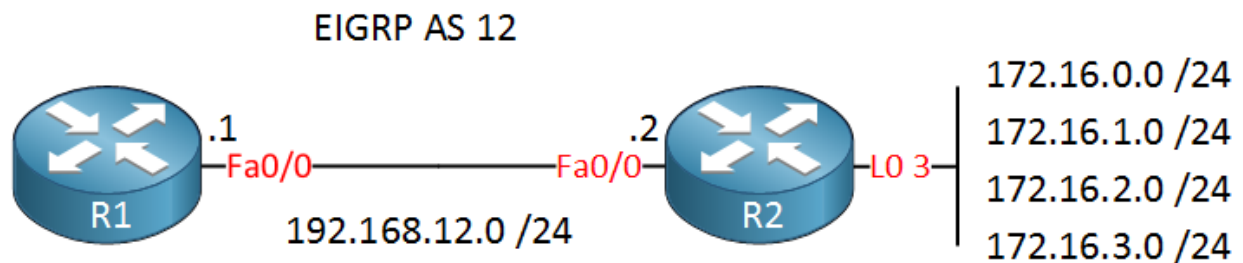 EIGRP AS 12
.1
Fa0/0
R1
192.168.12.0 /24
.2
Fa0/0
R2
L0 3
172.16.0.0 /24
172.16.1.0 /24
172.16.2.0 /24
172.16.3.0 /24